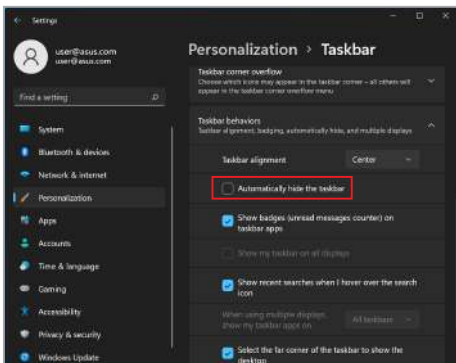 Settings
user@asus.com
user@asus.com
Find a setting
System
Bluetooth & devices
Network & internet
Personalization
Apps
Accounts
Time & language
Gaming
Accessibility
Privacy & security
Windows Update
Personalization > Taskbar
Taskbar corner overflow
Choose which icons may appear in the taskbar corner – all others will
appear in the taskbar corner overflow menu
Taskbar behaviors
Taskbar alignment, badging, automatically hide, and multiple displays
Taskbar alignment
Center
Automatically hide the taskbar
Show badges (unread messages counter) on
taskbar apps
Show my taskbar on all displays
Show recent searches when I hover over the search
icon
When using multiple displays,
show my taskbar apps on
All taskbars
Select the far corner of the taskbar to show the
desktop